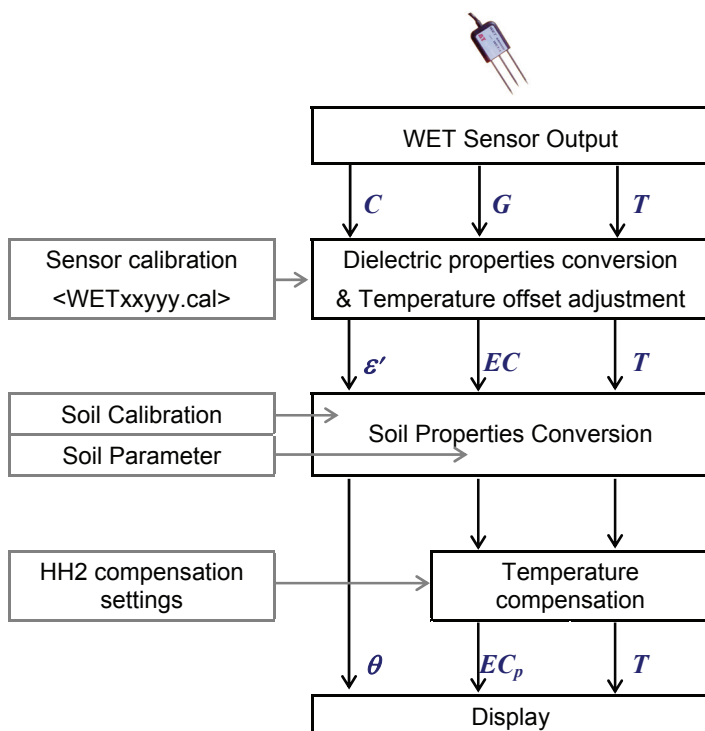 WET Sensor Output
C G T
Sensor calibration
<WETxxyyy.cal>
Dielectric properties conversion
& Temperature offset adjustment
ε′ EC T
Soil Calibration
Soil Parameter
Soil Properties Conversion
HH2 compensation
settings
Temperature
compensation
θ ECp T
Display